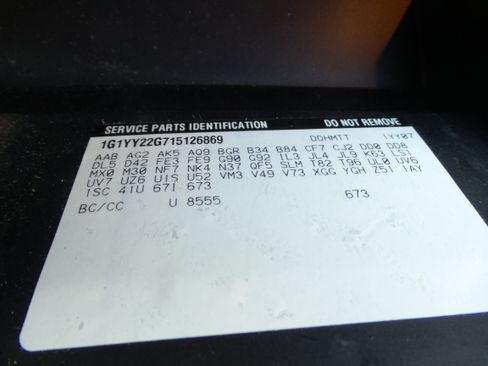 SERVICE PARTS IDENTIFICATION DO NOT REMOVE
1G1YY22G715126869 DOHMTT 1YY07
AAB AG2 AK5 AQ9 BGR B34 B84 CF7 CJ2 DD0 DD8
DL5 D42 FE3 FE9 G90 G92 IL3 JL4 JL9 K63 LS1
MX0 M30 NF7 NK4 N37 QF5 SLM T82 T96 UL0 UV6
UV7 UZ6 U1S U52 VM3 V49 V73 XGG YGH Z51 1AY
1SC 41U 67I 673
BC/CC U 8555 673